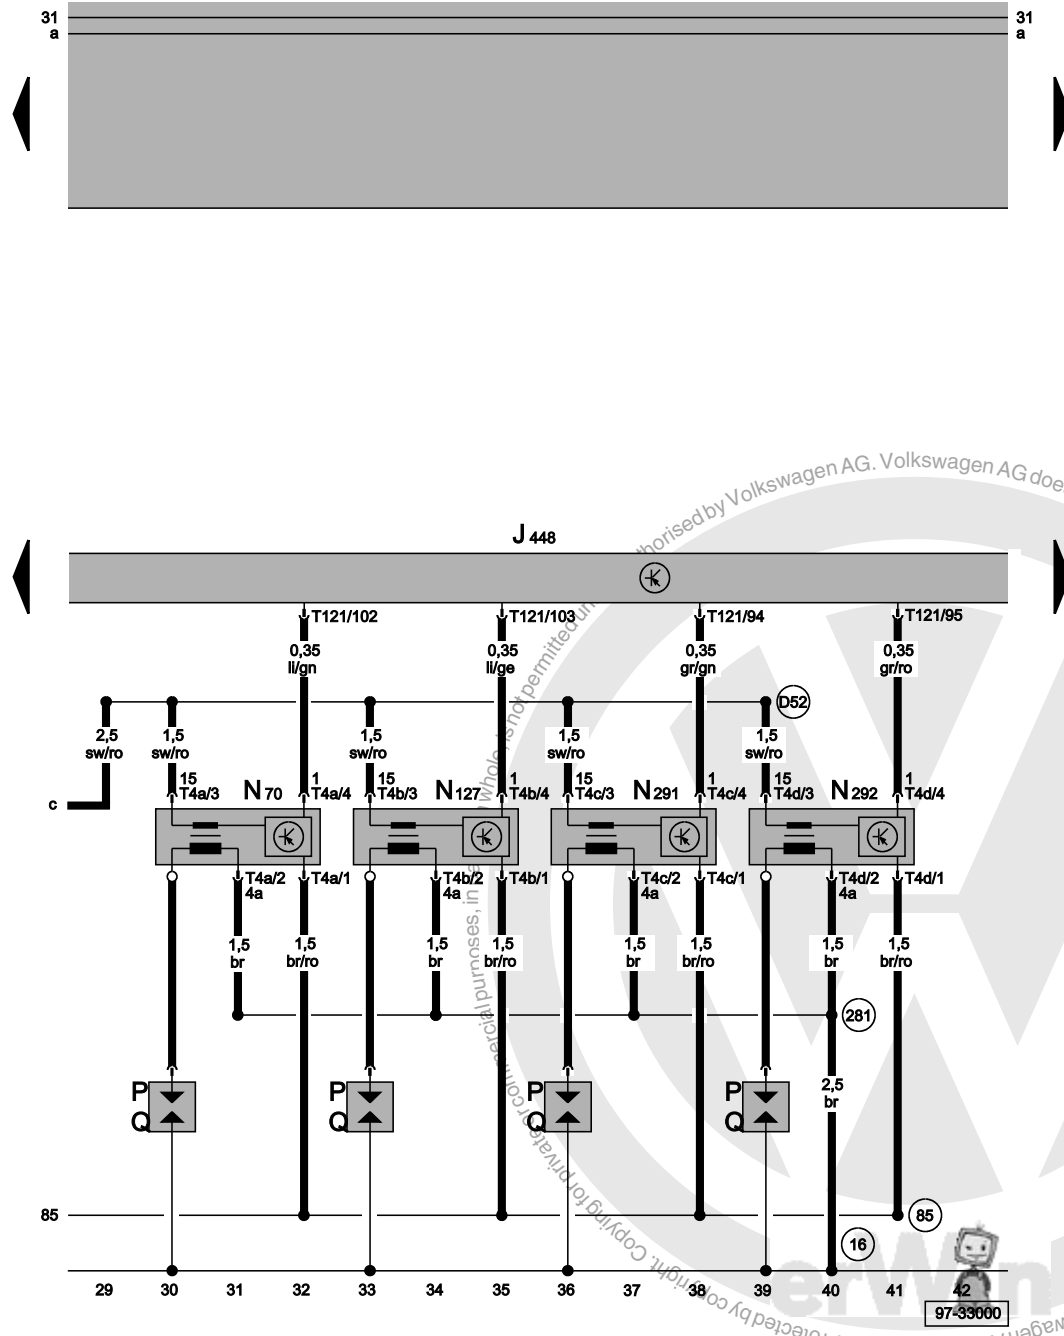 31 31
a a
horised by Volkswagen AG. Volkswagen AG doe
J 448
T121/102 T121/103 T121/94 T121/95
0,35 0,35 0,35 0,35
li/gn li/ge gr/gn gr/ro
D52
2,5 1,5 1,5 1,5 1,5
sw/ro sw/ro sw/ro sw/ro sw/ro
15 1 15 1 15 1 15 1
T4a/3 N 70 T4a/4 T4b/3 N 127 T4b/4 T4c/3 N 291 T4c/4 T4d/3 N 292 T4d/4
c
T4a/2 T4a/1 T4b/2 T4b/1 T4c/2 T4c/1 T4d/2 T4d/1
4a 4a 4a 4a
1,5 1,5 1,5 1,5 1,5 1,5 1,5 1,5
br br/ro br br/ro br br/ro br br/ro
281
P P P P
Q Q Q Q
2,5
br
85 85
16
29 30 31 32 33 34 35 36 37 38 39 40 41 42
97-33000